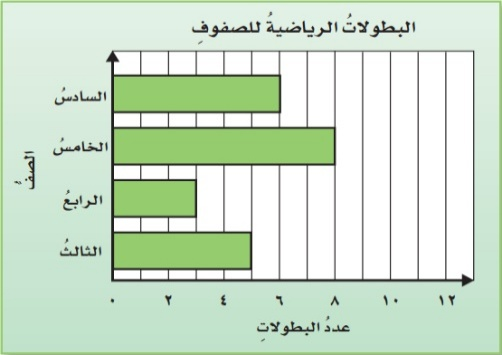 البطولاتُ الرياضيةُ للصفوفِ
السادسُ
الخامسُ
الرابعُ
الثالثُ
الصفُّ
٠ ٢ ٤ ٦ ٨ ١٠ ١٢
عددُ البطولاتِ